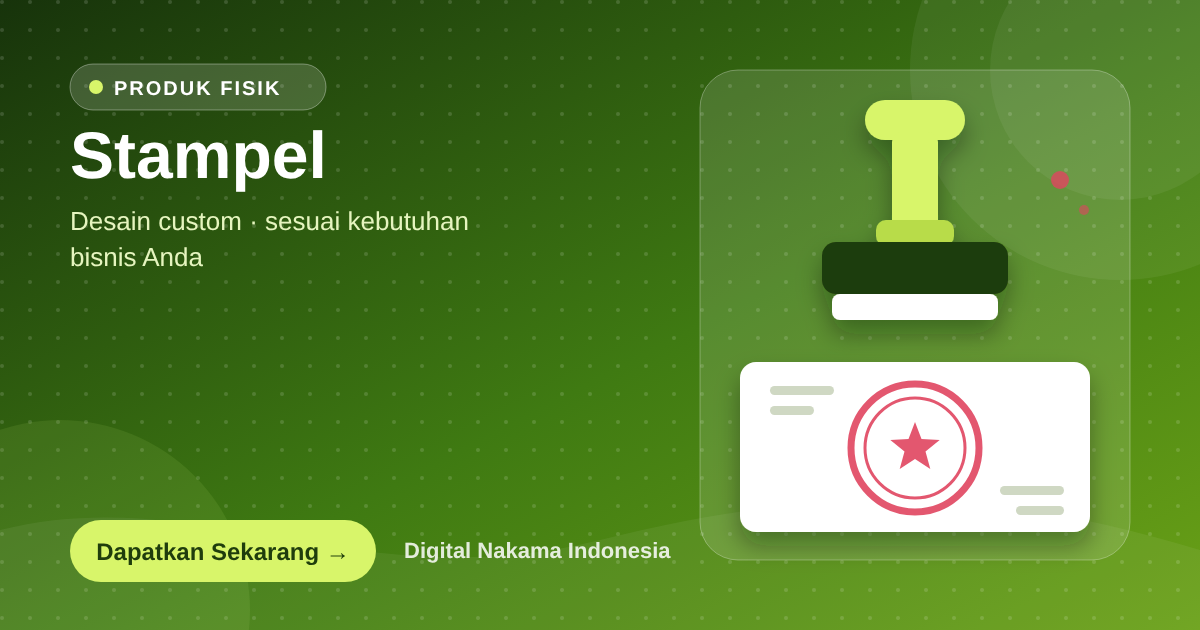 PRODUK FISIK
Stampel
Desain custom · sesuai kebutuhan
bisnis Anda
Dapatkan Sekarang →
Digital Nakama Indonesia